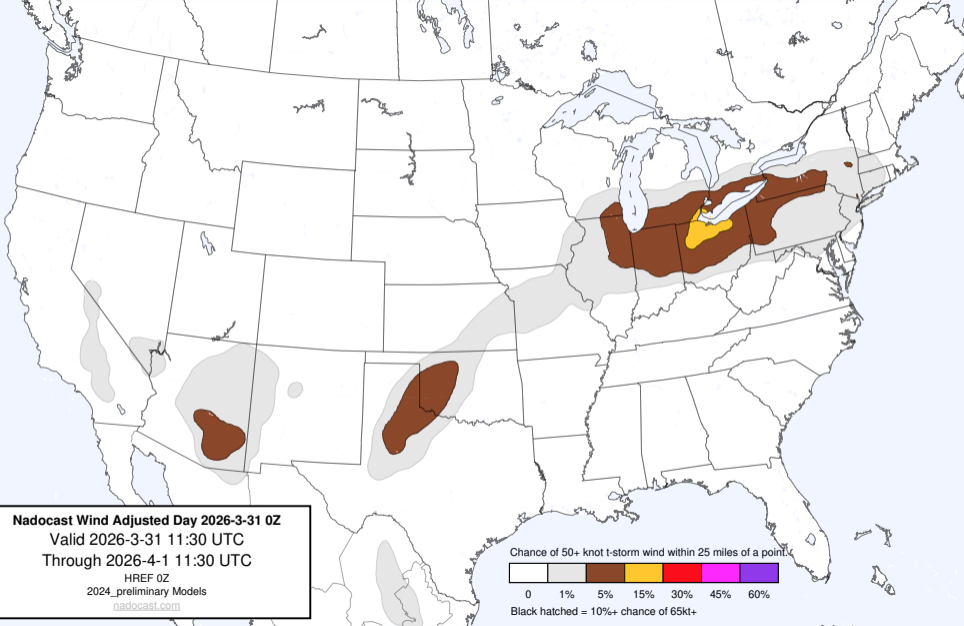 Nadocast Wind Adjusted Day 2026-3-31 0Z
Valid 2026-3-31 11:30 UTC
Through 2026-4-1 11:30 UTC
HREF 0Z
2024_preliminary Models
nadocast.com
Chance of 50+ knot t-storm wind within 25 miles of a point.
0 1% 5% 15% 30% 45% 60%
Black hatched = 10%+ chance of 65kt+